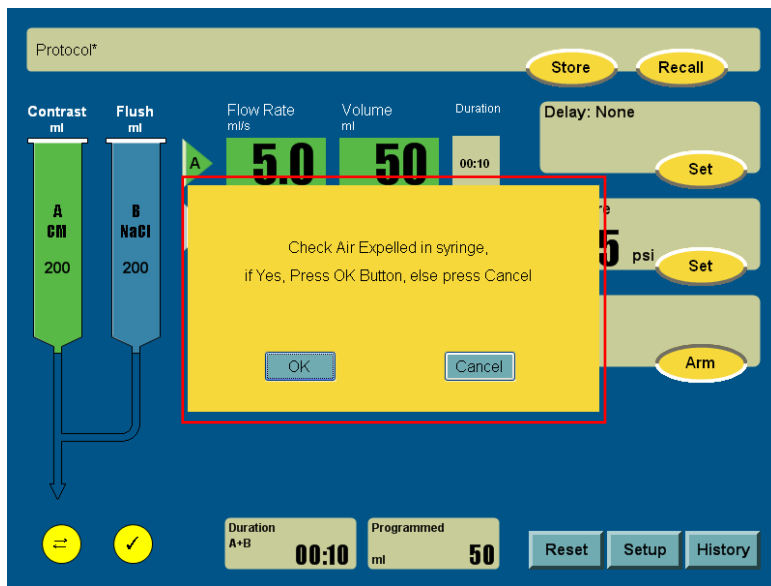 Protocol*
Store
Recall
Contrast
ml
Flush
ml
Flow Rate
ml/s
Volume
ml
Duration
Delay: None
A
5.0
50
00:10
Set
A
CM
200
B
NaCl
200
psi
Set
Check Air Expelled in syringe,
if Yes, Press OK Button, else press Cancel
OK
Cancel
Arm
Duration
A+B
00:10
Programmed
ml
50
Reset
Setup
History